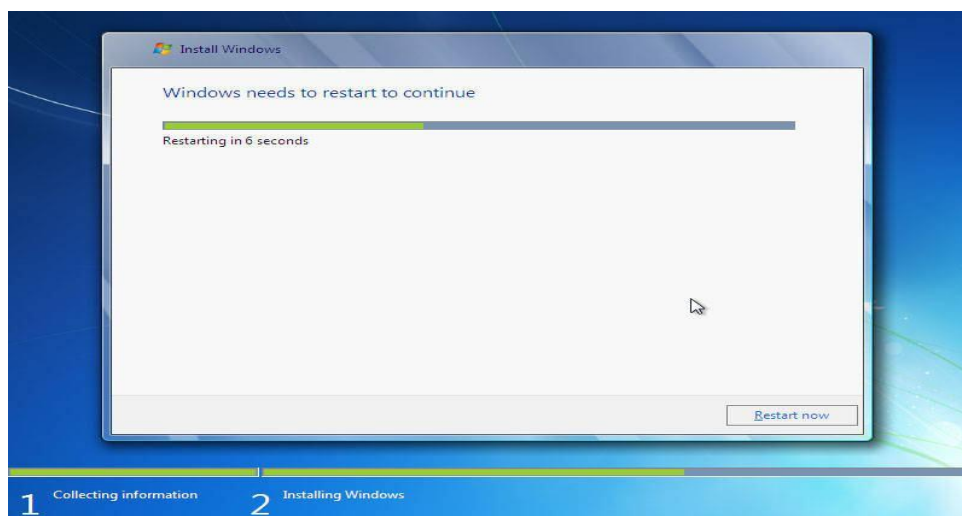 Install Windows
Windows needs to restart to continue
Restarting in 6 seconds
Restart now
1 Collecting information 2 Installing Windows